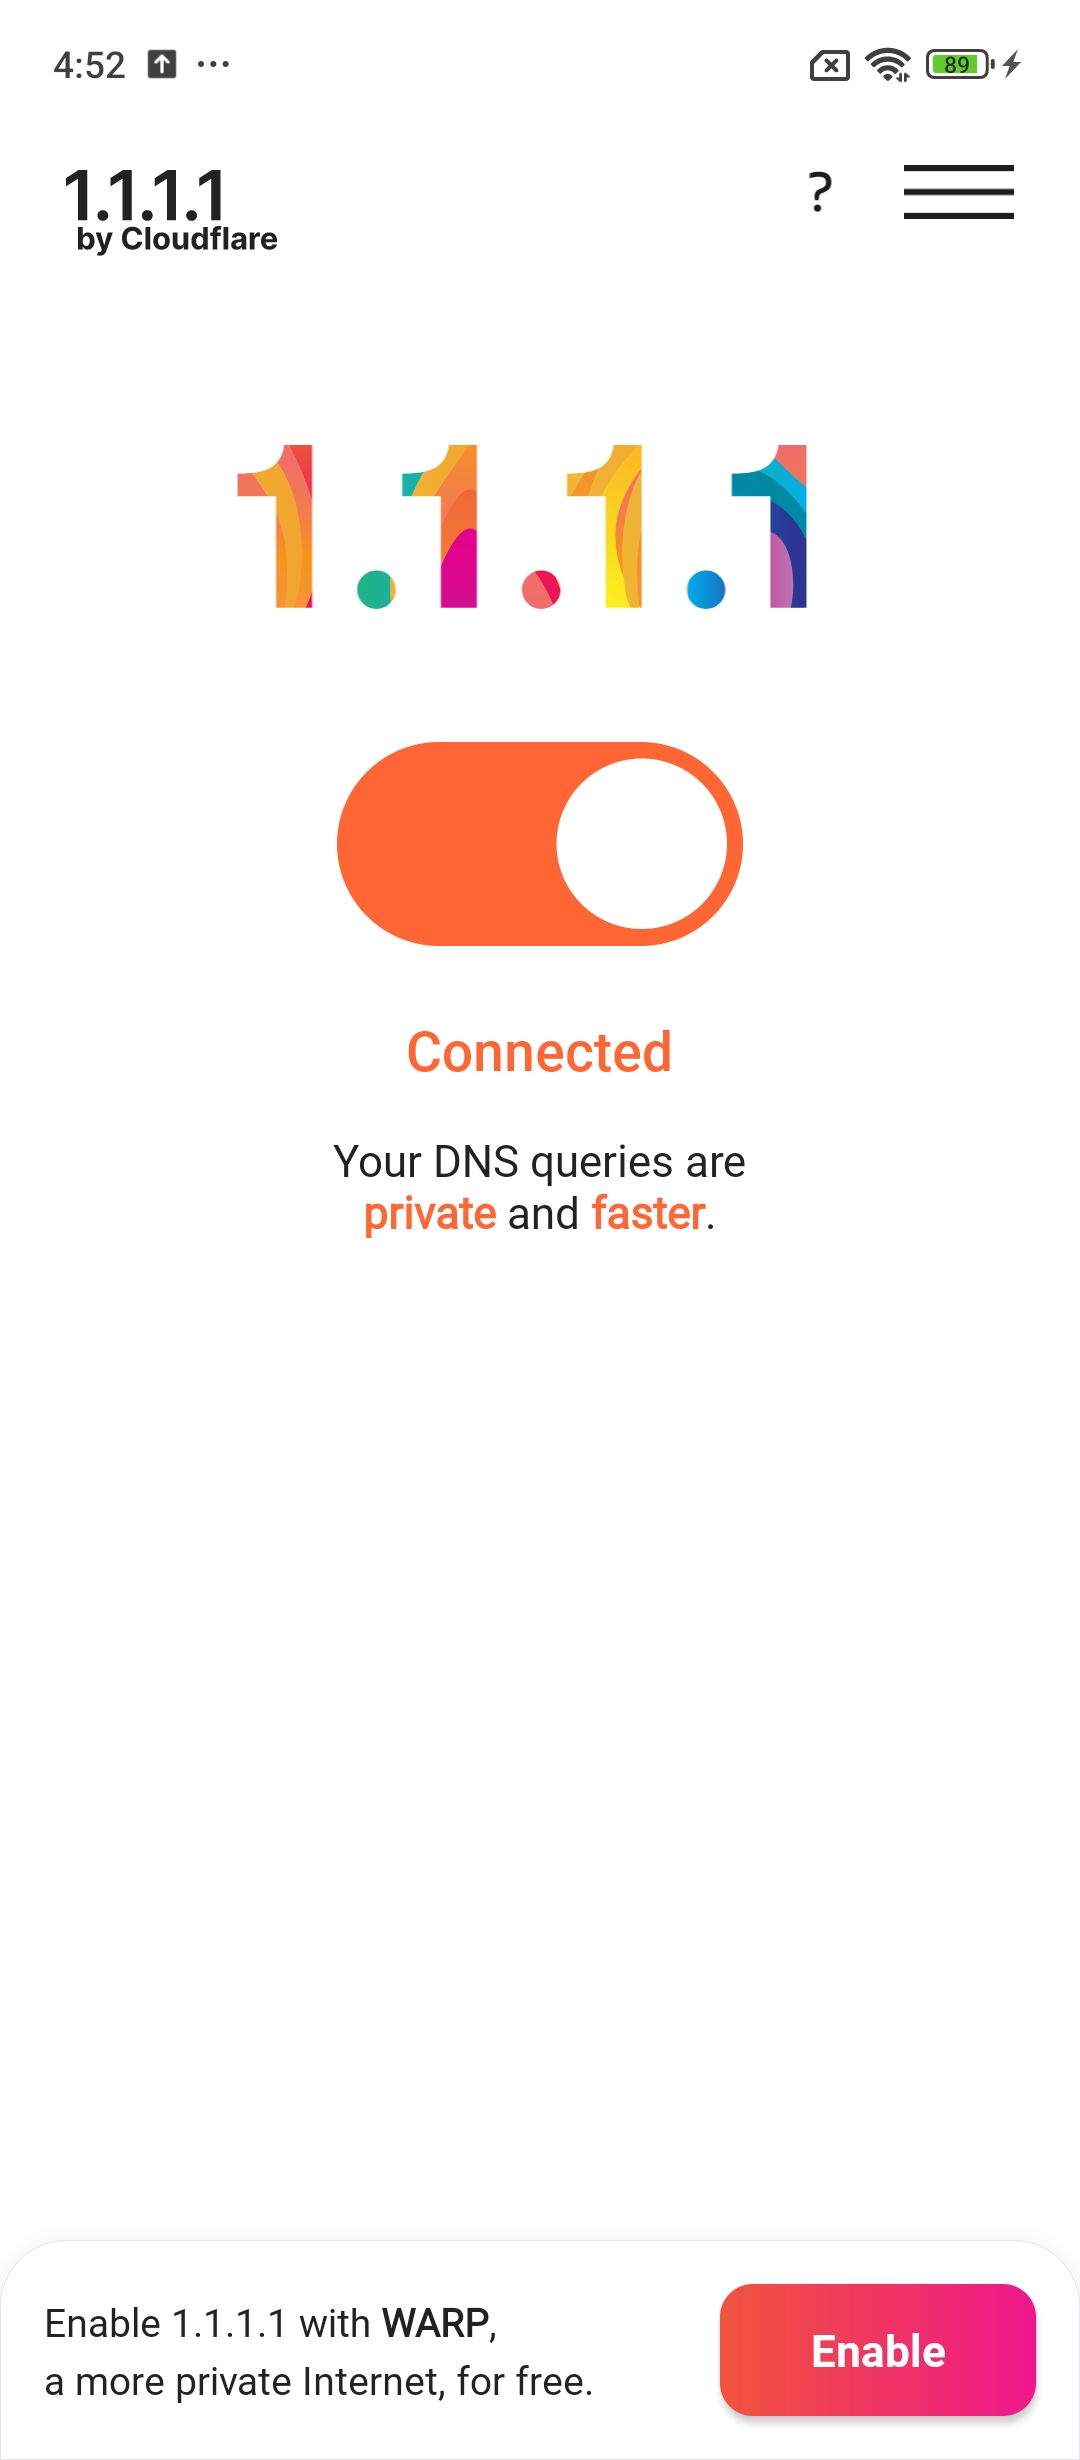 4:52
89
1.1.1.1
by Cloudflare
?
1.1.1.1
Connected
Your DNS queries are
private and faster.
Enable 1.1.1.1 with WARP,
a more private Internet, for free.
Enable